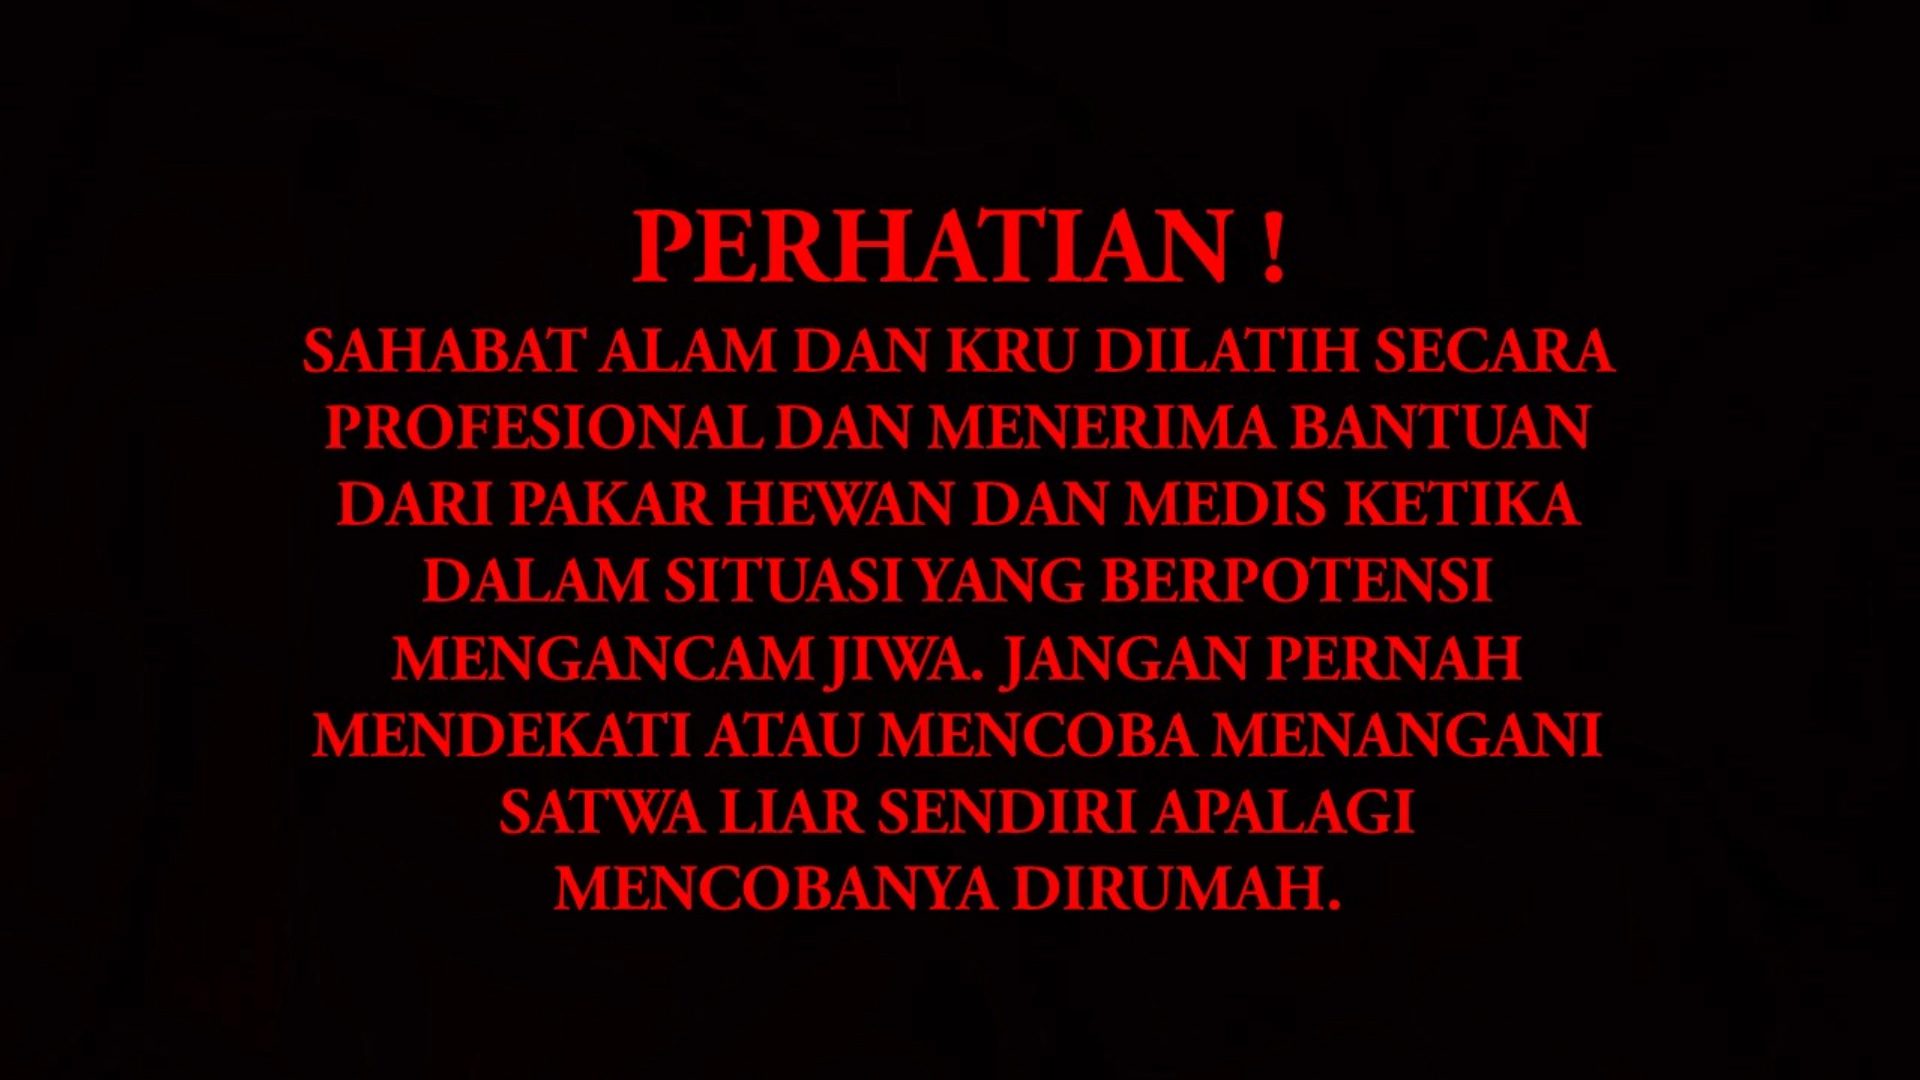 PERHATIAN !
SAHABAT ALAM DAN KRU DILATIH SECARA
PROFESIONAL DAN MENERIMA BANTUAN
DARI PAKAR HEWAN DAN MEDIS KETIKA
DALAM SITUASI YANG BERPOTENSI
MENGANCAM JIWA. JANGAN PERNAH
MENDEKATI ATAU MENCOBA MENANGANI
SATWA LIAR SENDIRI APALAGI
MENCOBANYA DIRUMAH.